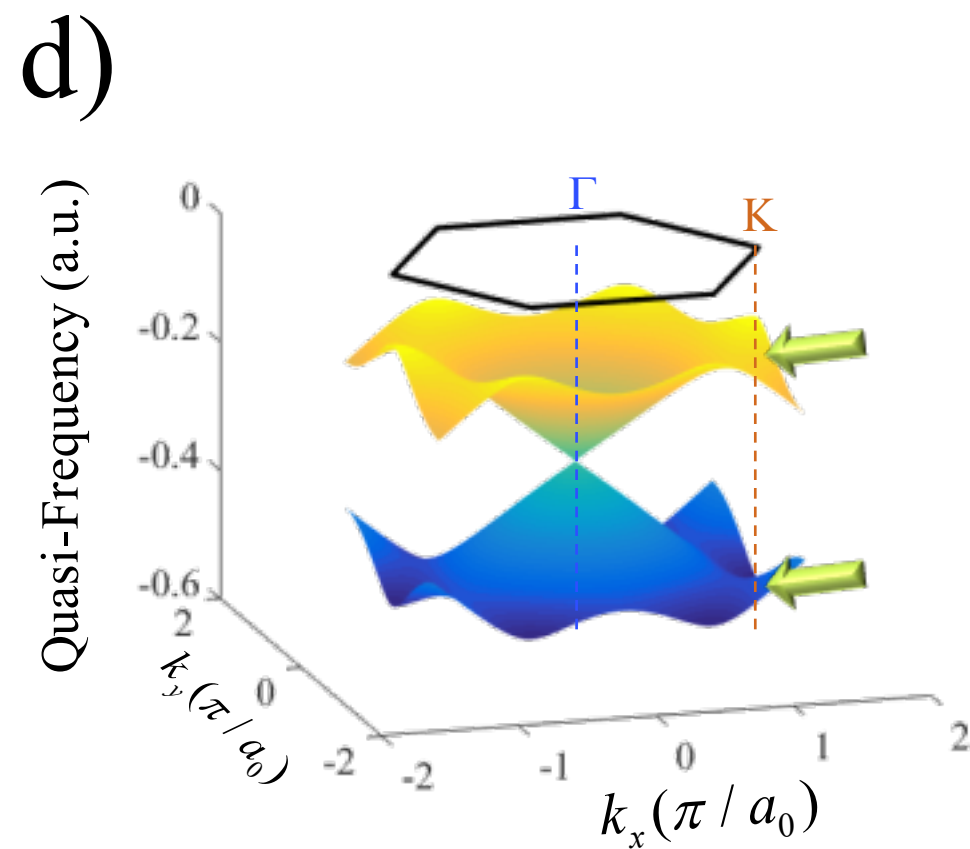 d)
Γ
K
Quasi-Frequency (a.u.)
0
-0.2
-0.4
-0.6
2
0
-2
k_y (π / a_0)
-2
-1
0
1
2
k_x (π / a_0)